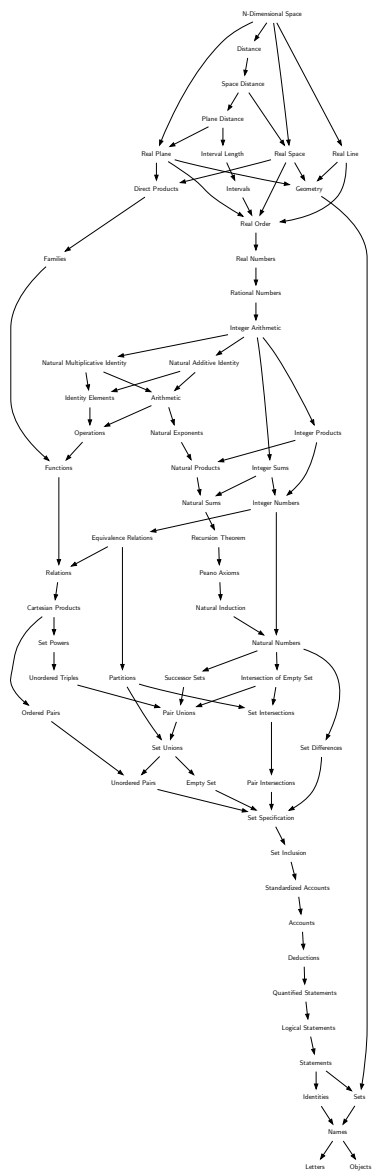 N-Dimensional Space
Distance
Space Distance
Plane Distance
Real Plane Interval Length Real Space Real Line
Direct Products Intervals Geometry
Real Order
Families Real Numbers
Rational Numbers
Integer Arithmetic
Natural Multiplicative Identity Natural Additive Identity
Identity Elements Arithmetic
Operations Natural Exponents Integer Products
Functions Natural Products Integer Sums
Natural Sums Integer Numbers
Equivalence Relations Recursion Theorem
Relations Peano Axioms
Cartesian Products Natural Induction
Set Powers Natural Numbers
Unordered Triples Partitions Successor Sets Intersection of Empty Set
Ordered Pairs Pair Unions Set Intersections
Set Unions Set Differences
Unordered Pairs Empty Set Pair Intersections
Set Specification
Set Inclusion
Standardized Accounts
Accounts
Deductions
Quantified Statements
Logical Statements
Statements
Identities Sets
Names
Letters Objects